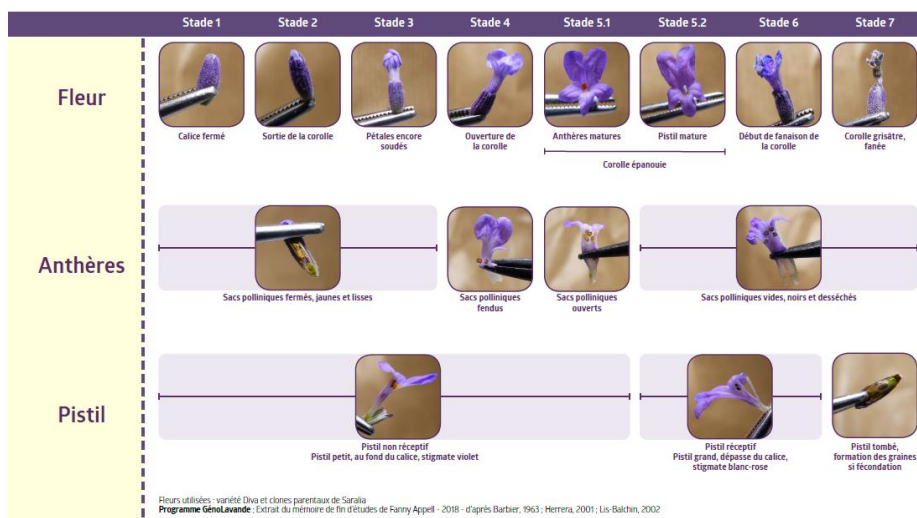 Stade 1 Stade 2 Stade 3 Stade 4 Stade 5.1 Stade 5.2 Stade 6 Stade 7
Fleur
Calice fermé
Sortie de la corolle
Pétales encore
soudés
Ouverture de
la corolle
Anthères matures
Pistil mature
Début de fanaison de
la corolle
Corolle grisâtre,
fanée
Corolle épanouie
Anthères
Sacs polliniques fermés, jaunes et lisses
Sacs polliniques
fendus
Sacs polliniques
ouverts
Sacs polliniques vides, noirs et desséchés
Pistil
Pistil non réceptif
Pistil petit, au fond du calice, stigmate violet
Pistil réceptif
Pistil grand, dépasse du calice,
stigmate blanc-rose
Pistil tombé,
formation des graines
si fécondation
Fleurs utilisées : variété Diva et clones parentaux de Saralia
Programme GénoLavande ; Extrait du mémoire de fin d'études de Fanny Appell - 2018 - d'après Barbier, 1963 ; Herrera, 2001 ; Lis-Balchin, 2002